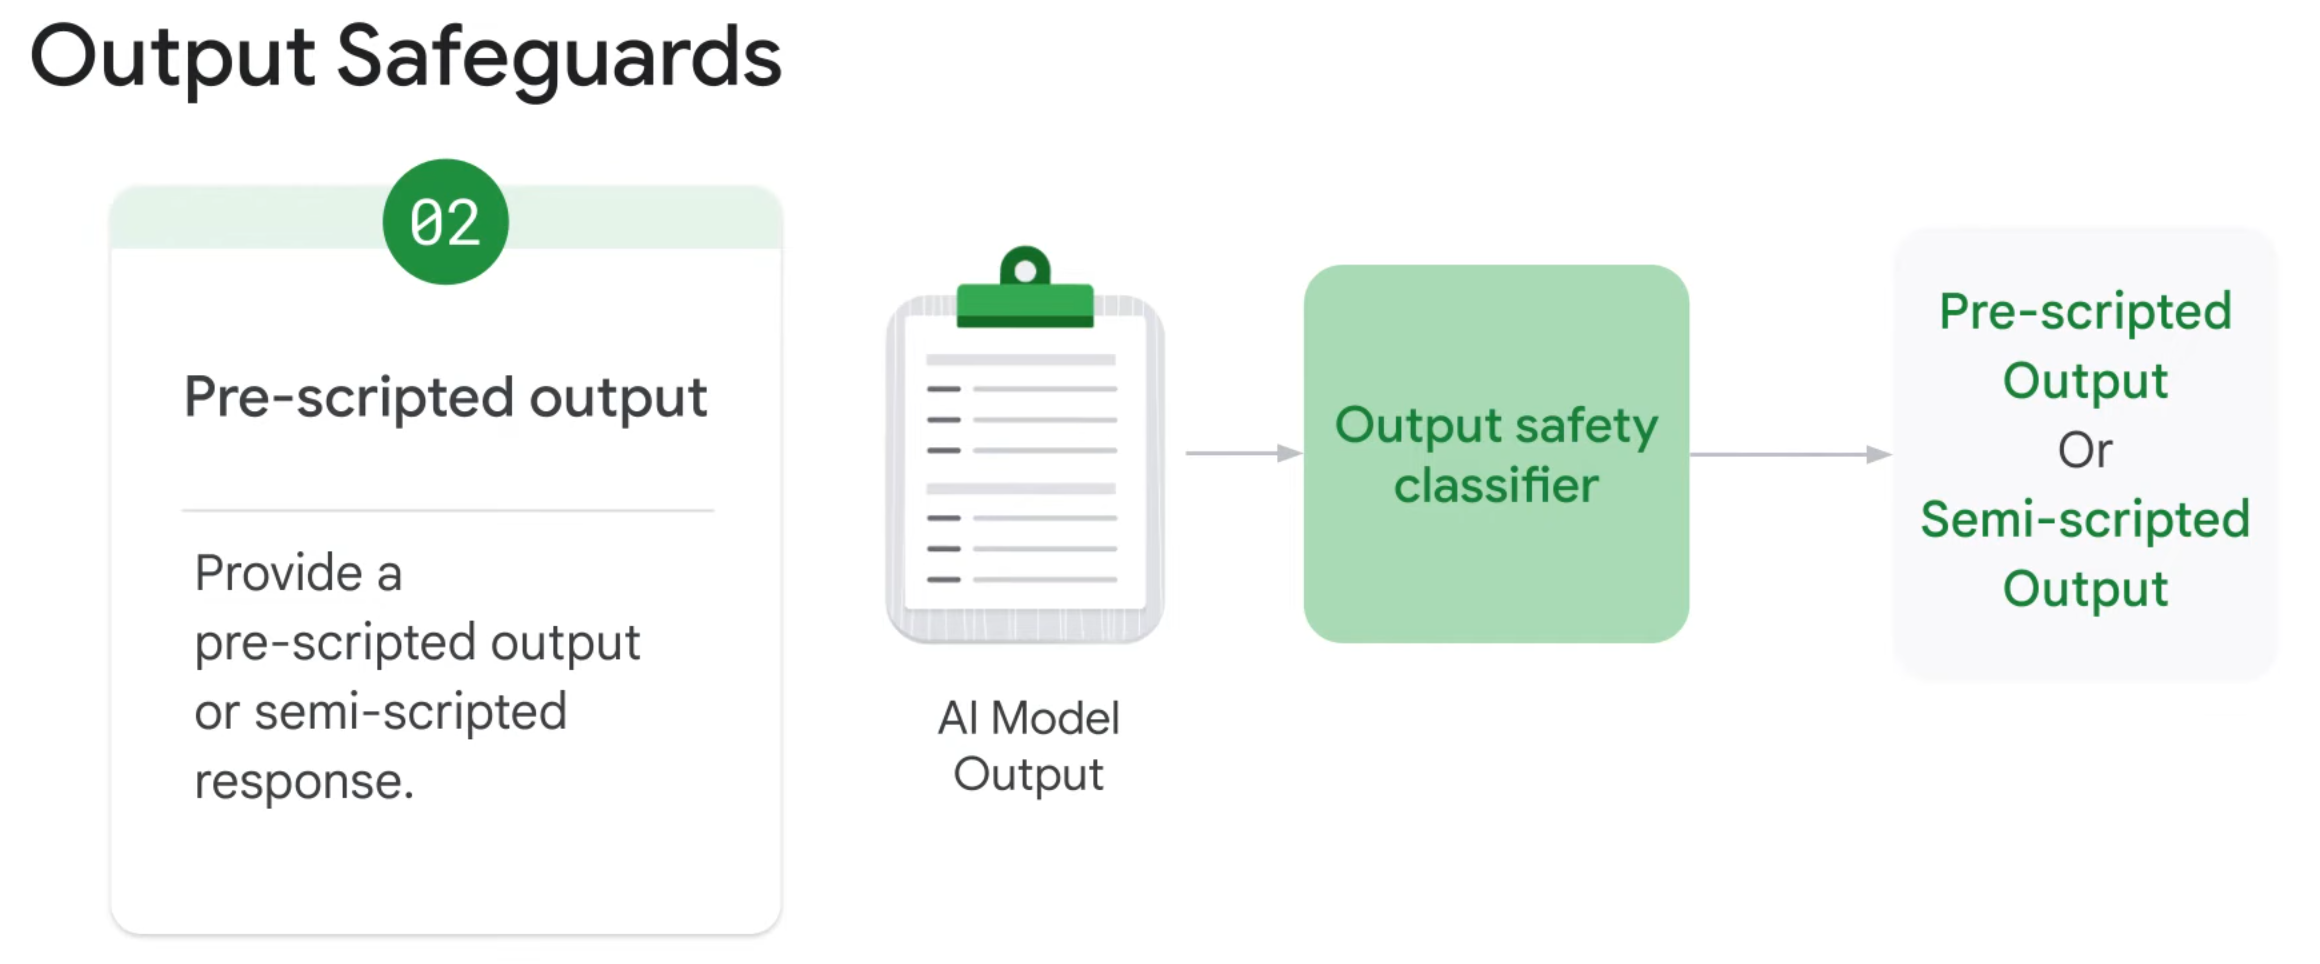 Output Safeguards
02
Pre-scripted output
Provide a
pre-scripted output
or semi-scripted
response.
AI Model
Output
Output safety
classifier
Pre-scripted
Output
Or
Semi-scripted
Output